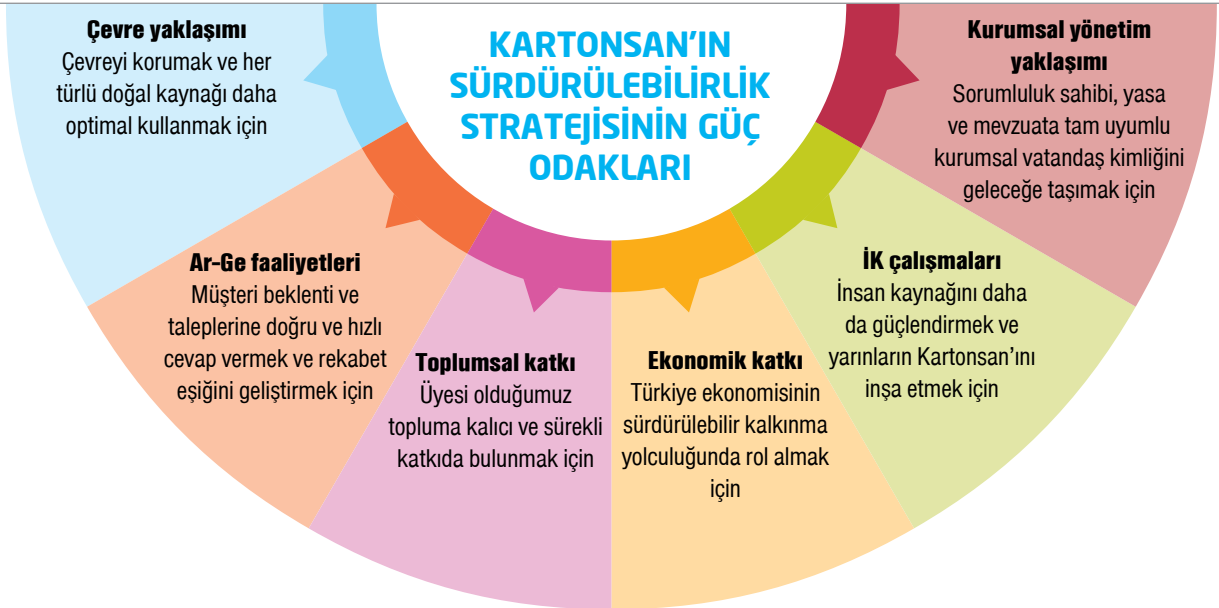 KARTONSAN’IN
SÜRDÜRÜLEBİLİRLİK
STRATEJİSİNİN GÜÇ
ODAKLARI
Çevre yaklaşımı
Çevreyi korumak ve her
türlü doğal kaynağı daha
optimal kullanmak için
Ar-Ge faaliyetleri
Müşteri beklenti ve
taleplerine doğru ve hızlı
cevap vermek ve rekabet
eşiğini geliştirmek için
Toplumsal katkı
Üyesi olduğumuz
topluma kalıcı ve sürekli
katkıda bulunmak için
Ekonomik katkı
Türkiye ekonomisinin
sürdürülebilir kalkınma
yolculuğunda rol almak
için
İK çalışmaları
İnsan kaynağını daha
da güçlendirmek ve
yarınların Kartonsan’ını
inşa etmek için
Kurumsal yönetim
yaklaşımı
Sorumluluk sahibi, yasa
ve mevzuata tam uyumlu
kurumsal vatandaş kimliğini
geleceğe taşımak için